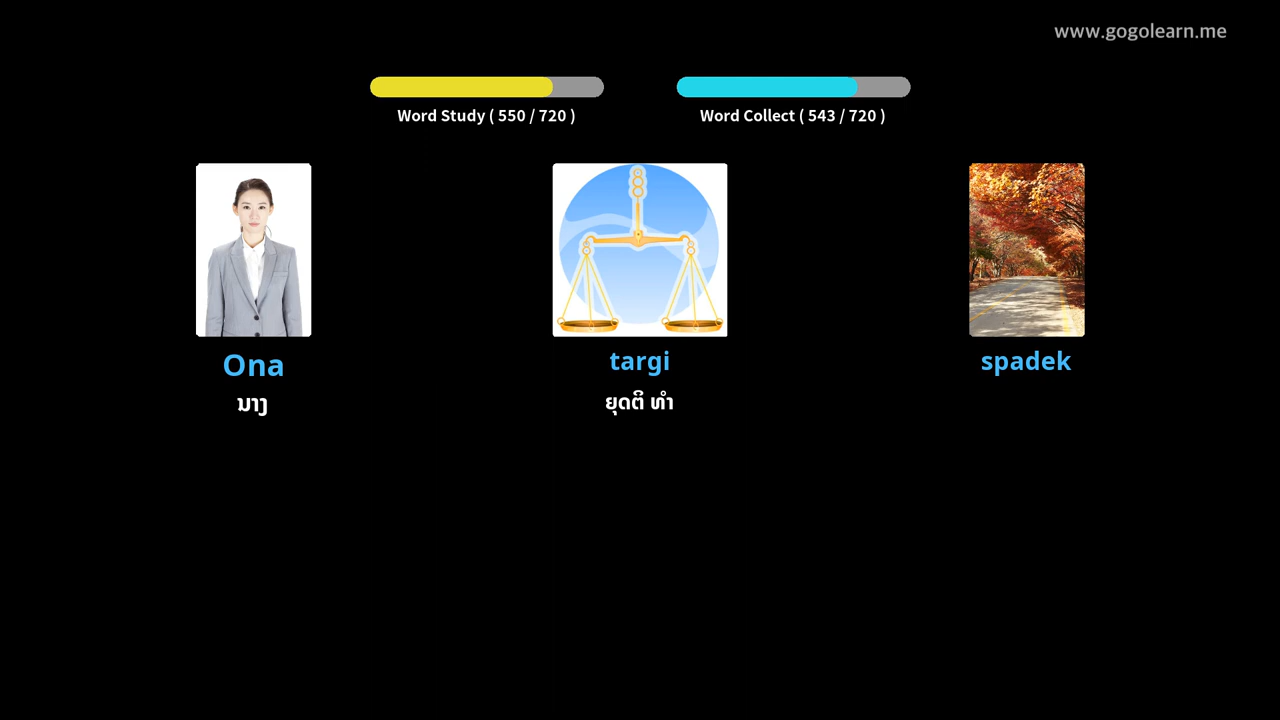 www.gogolearn.me
Word Study ( 550 / 720 )
Word Collect ( 543 / 720 )
Ona
targi
spadek
ນາງ
ຍຸດຕິ ທຳ